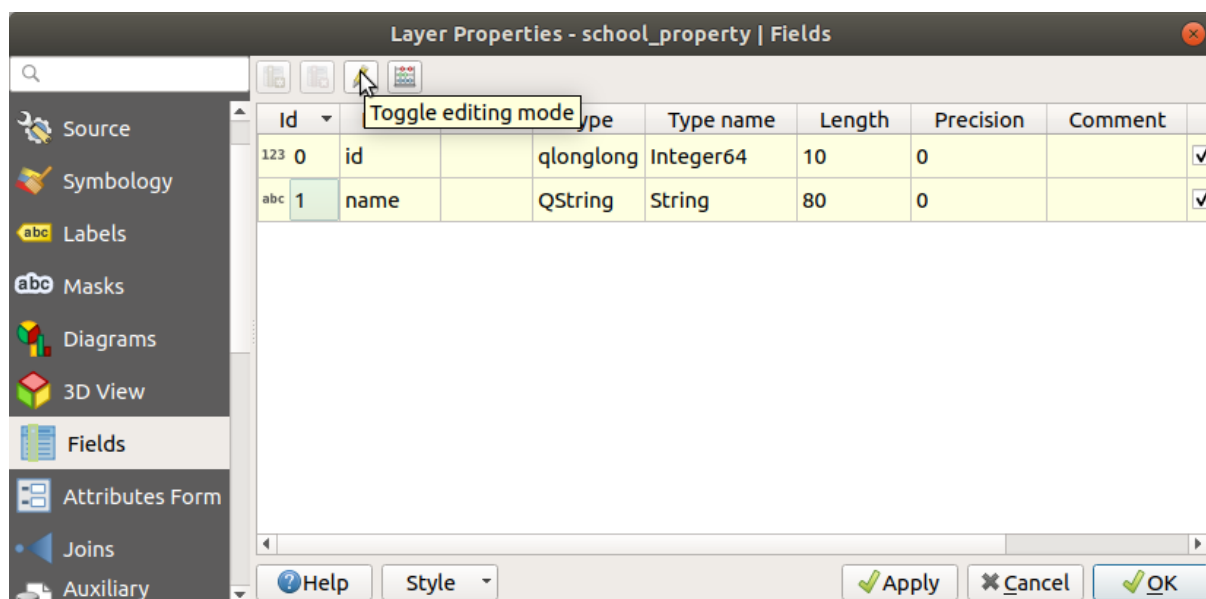 Layer Properties - school_property | Fields
Source
Symbology
abc Labels
abc Masks
Diagrams
3D View
Fields
Attributes Form
Joins
Auxiliary
Toggle editing mode
Id Type name Length Precision Comment
123 0 id qlonglong Integer64 10 0
abc 1 name QString String 80 0
Help Style Apply Cancel OK